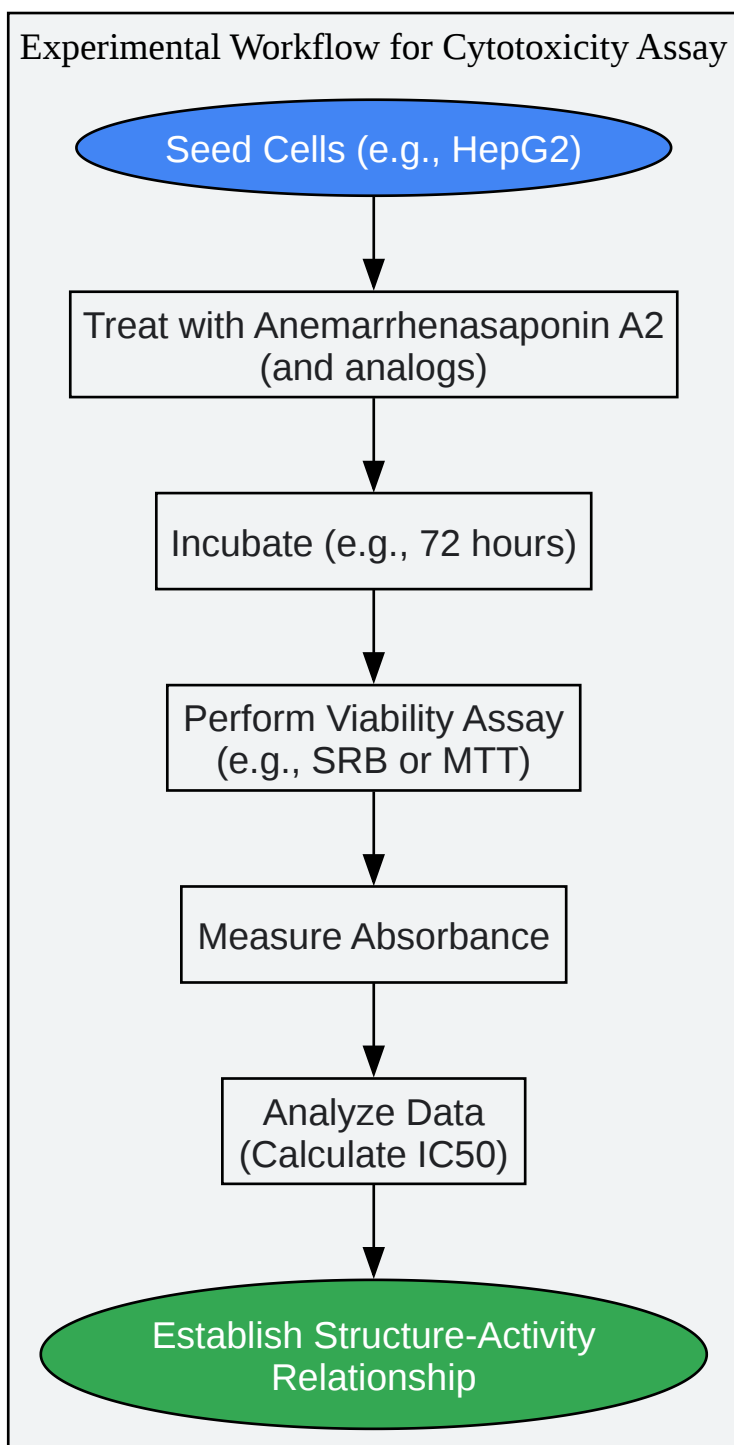 Experimental Workflow for Cytotoxicity Assay
Seed Cells (e.g., HepG2)
Treat with Anemarrhenasaponin A2
(and analogs)
Incubate (e.g., 72 hours)
Perform Viability Assay
(e.g., SRB or MTT)
Measure Absorbance
Analyze Data
(Calculate IC50)
Establish Structure-Activity
Relationship